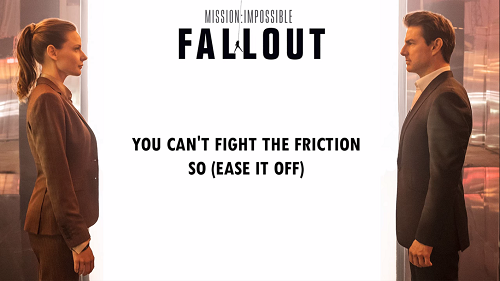 MISSION:IMPOSSIBLE
FALLOUT
YOU CAN'T FIGHT THE FRICTION
SO (EASE IT OFF)